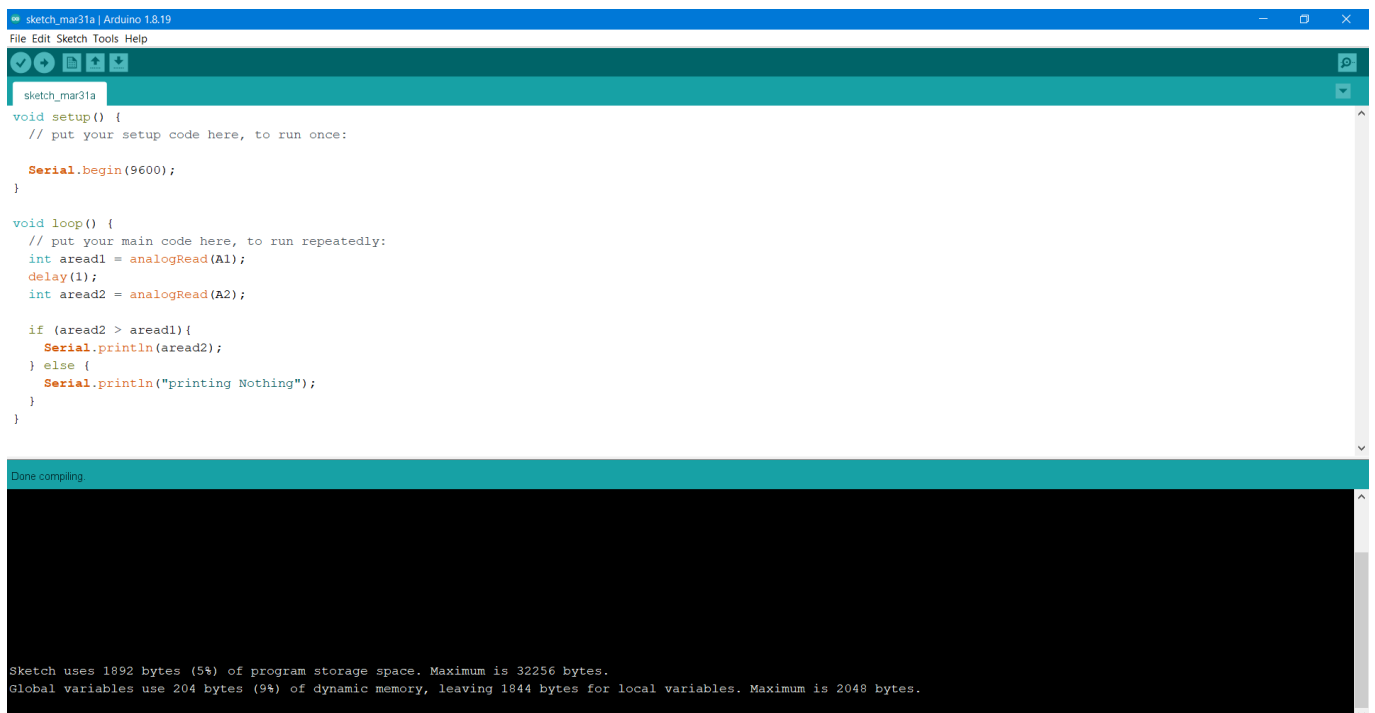 sketch_mar31a | Arduino 1.8.19
File Edit Sketch Tools Help
sketch_mar31a
void setup() {
  // put your setup code here, to run once:

  Serial.begin(9600);
}

void loop() {
  // put your main code here, to run repeatedly:
  int aread1 = analogRead(A1);
  delay(1);
  int aread2 = analogRead(A2);

  if (aread2 > aread1){
    Serial.println(aread2);
  } else {
    Serial.println("printing Nothing");
  }
}
Done compiling.
Sketch uses 1892 bytes (5%) of program storage space. Maximum is 32256 bytes.
Global variables use 204 bytes (9%) of dynamic memory, leaving 1844 bytes for local variables. Maximum is 2048 bytes.